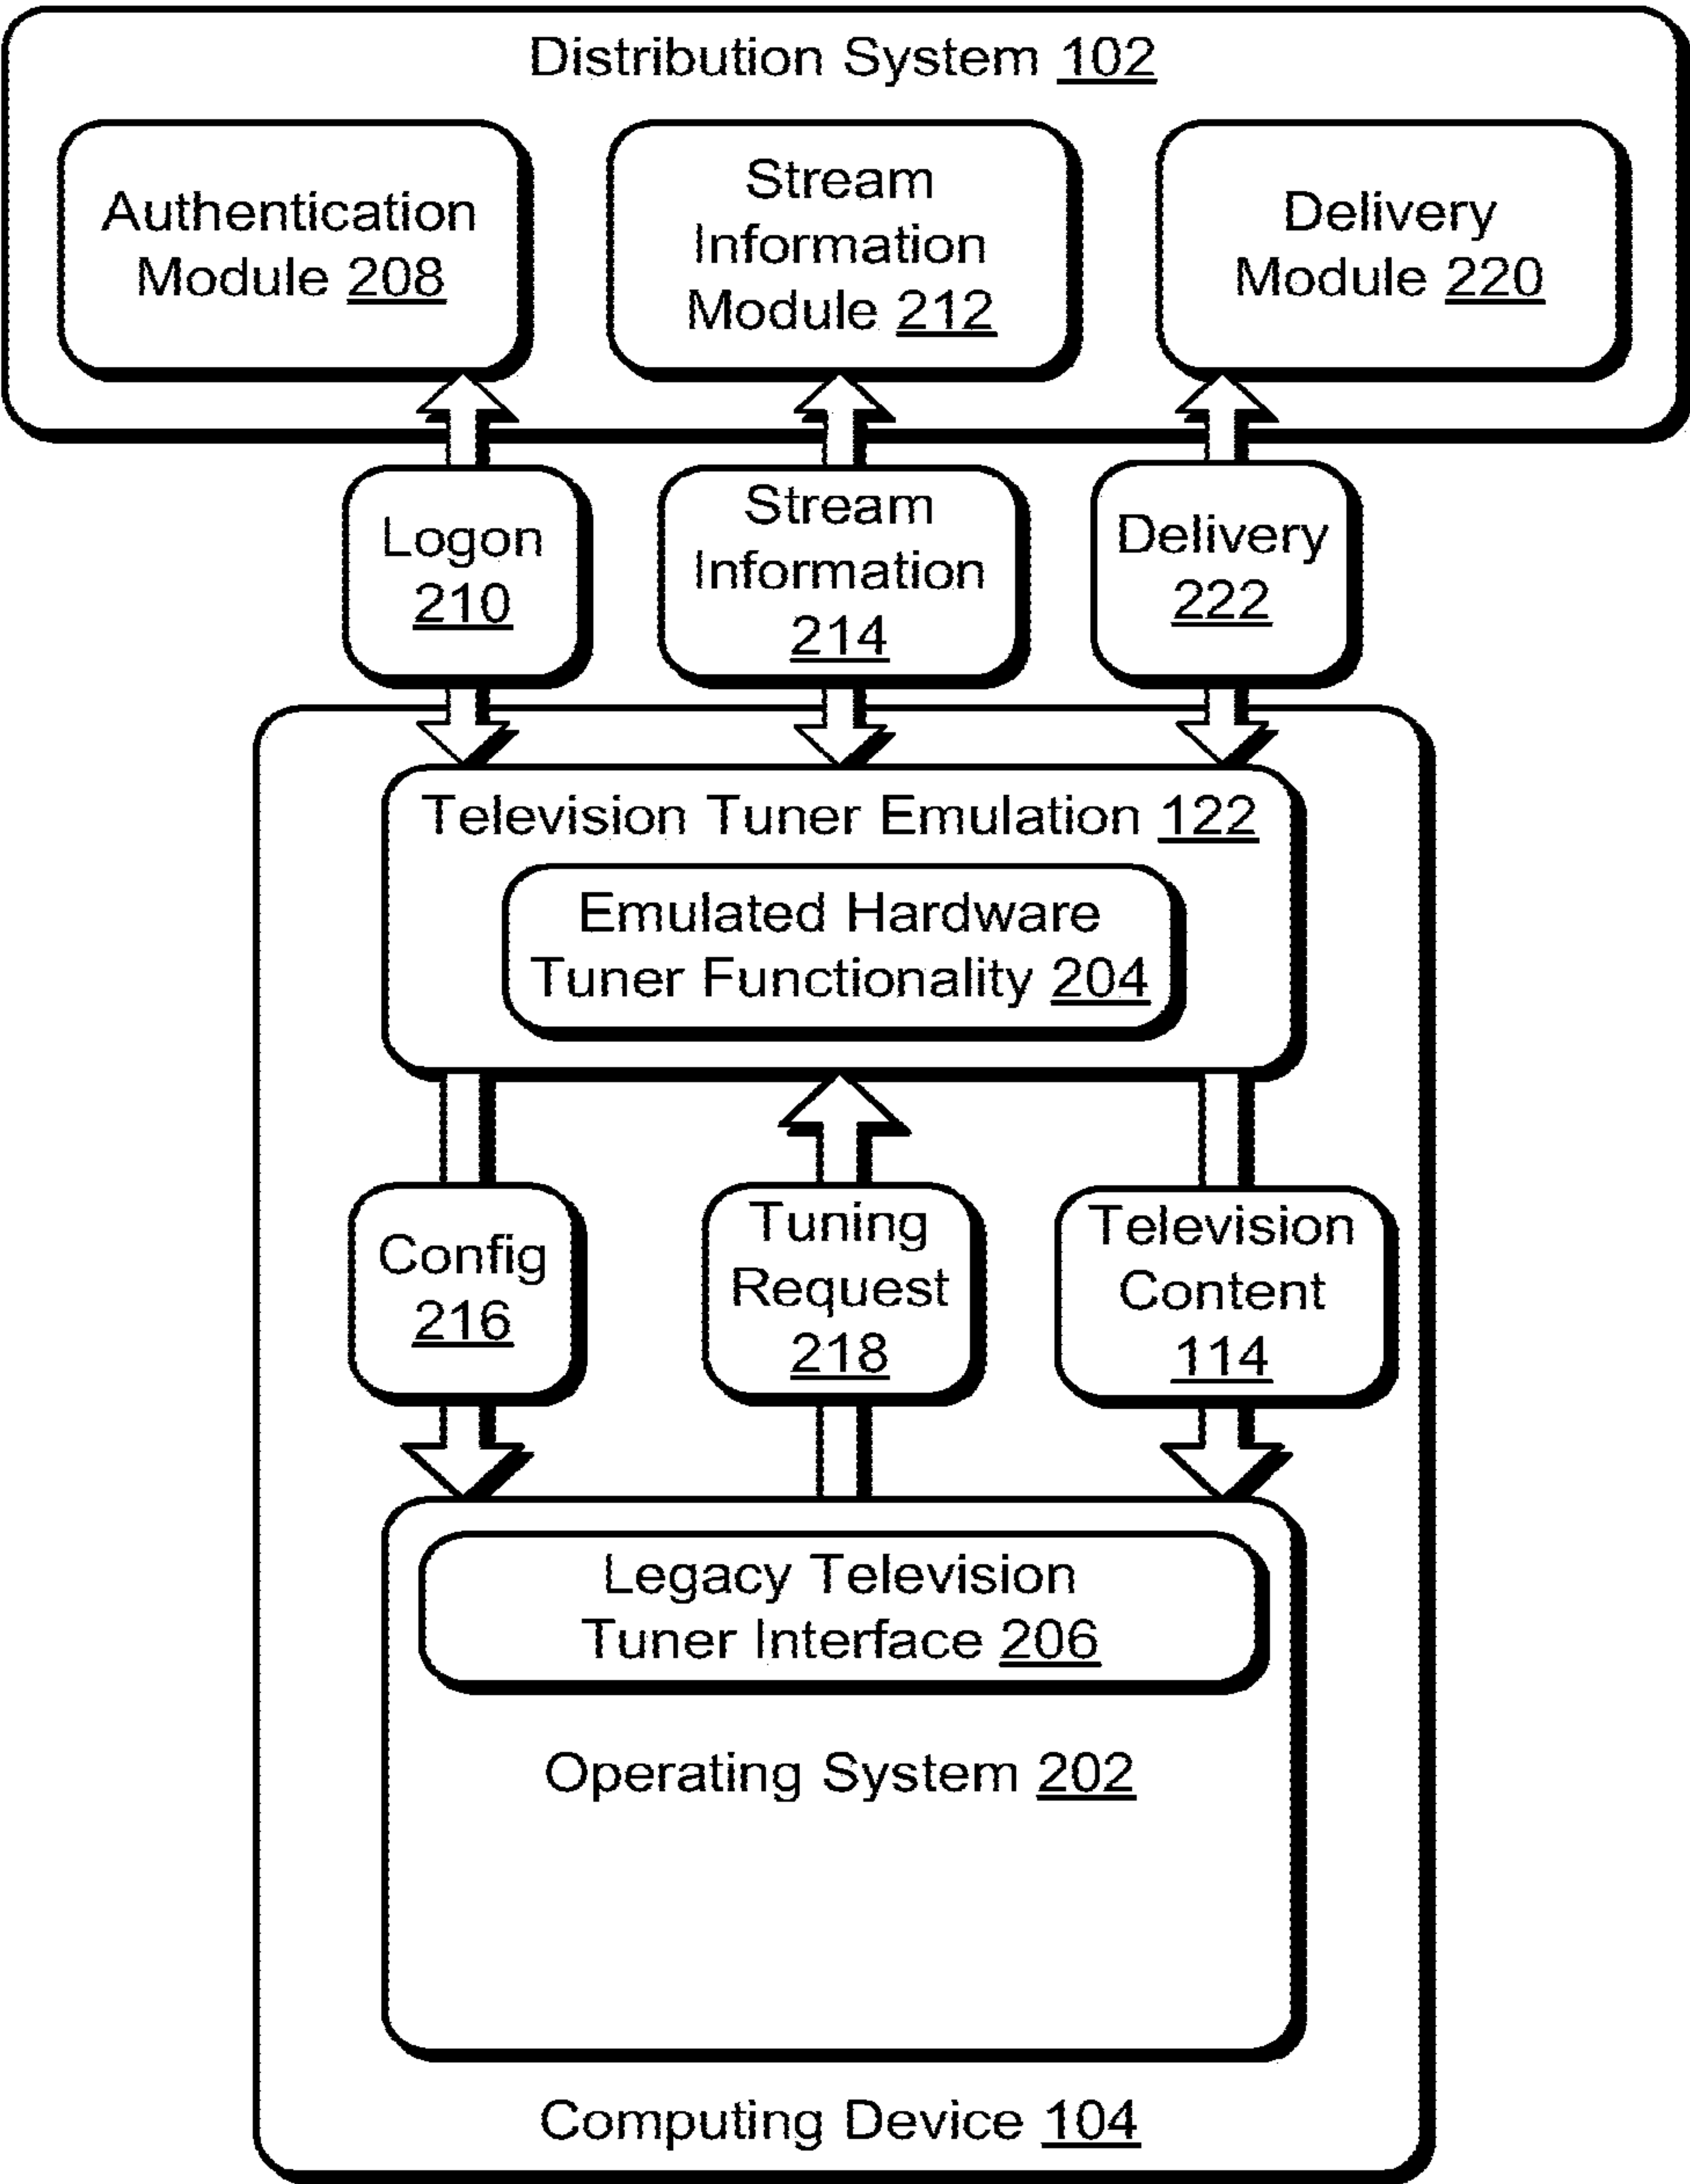 Distribution System 102
Authentication
Module 208
Stream
Information
Module 212
Delivery
Module 220
Logon
210
Stream
Information
214
Delivery
222
Television Tuner Emulation 122
Emulated Hardware
Tuner Functionality 204
Config
216
Tuning
Request
218
Television
Content
114
Legacy Television
Tuner Interface 206
Operating System 202
Computing Device 104